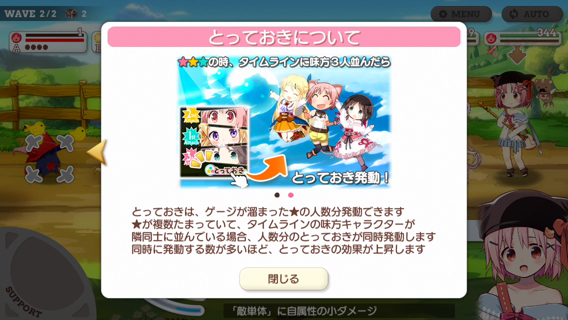 WAVE 2/2 2
MENU
AUTO
とっておきについて
1
344
★★★の時、タイムラインに味方3人並んだら
とっておき
とっておき発動！
とっておきは、ゲージが溜まった★の人数分発動できます
★が複数たまっていて、タイムラインの味方キャラクターが
隣同士に並んでいる場合、人数分のとっておきが同時発動します
同時に発動する数が多いほど、とっておきの効果が上昇します
閉じる
SUPPORT
「敵単体」に自属性の小ダメージ